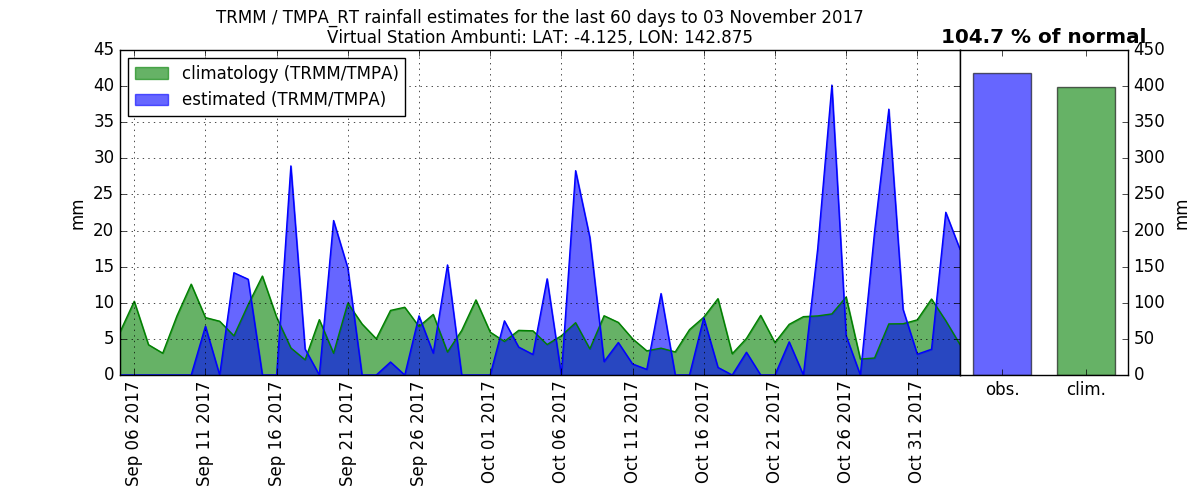 TRMM / TMPA_RT rainfall estimates for the last 60 days to 03 November 2017
Virtual Station Ambunti: LAT: -4.125, LON: 142.875
104.7 % of normal
climatology (TRMM/TMPA)
estimated (TRMM/TMPA)
45
40
35
30
25
20
15
10
5
0
mm
450
400
350
300
250
200
150
100
50
0
mm
Sep 06 2017
Sep 11 2017
Sep 16 2017
Sep 21 2017
Sep 26 2017
Oct 01 2017
Oct 06 2017
Oct 11 2017
Oct 16 2017
Oct 21 2017
Oct 26 2017
Oct 31 2017
obs.
clim.